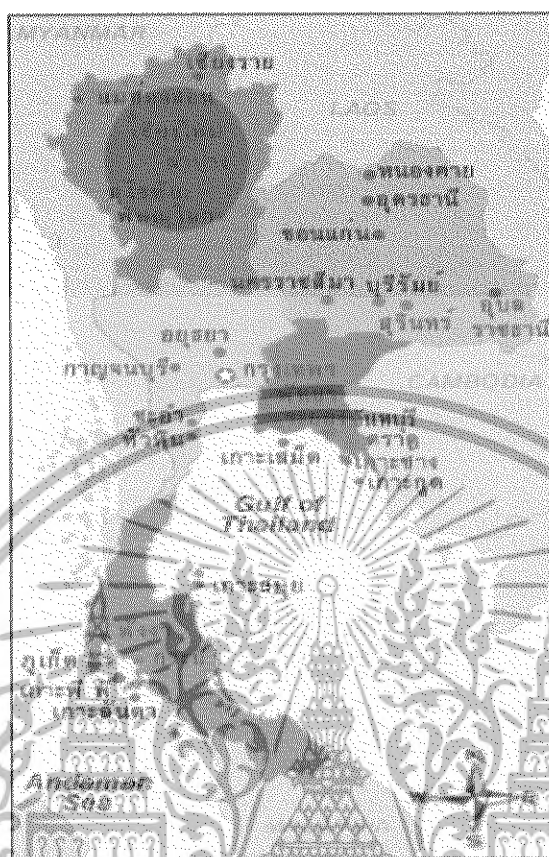 MYANMAR
เชียงราย
LAOS
หนองคาย
อุดรธานี
ขอนแก่น
นครราชสีมา บุรีรัมย์
สุรินทร์
อุบล
ราชธานี
อยุธยา
กาญจนบุรี
กรุงเทพฯ
CAMBODIA
ชะอำ
หัวหิน
เกาะเสม็ด
จันทบุรี
ตราด
เกาะช้าง
เกาะกูด
Gulf of
Thailand
เกาะสมุย
ภูเก็ต
เกาะพี พี
เกาะลันตา
Andaman
Sea